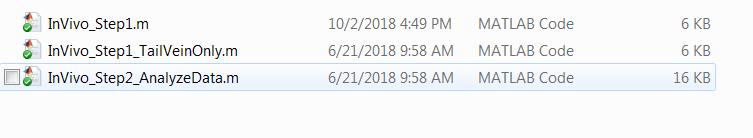 InVivo_Step1.m 10/2/2018 4:49 PM MATLAB Code 6 KB
InVivo_Step1_TailVeinOnly.m 6/21/2018 9:58 AM MATLAB Code 6 KB
InVivo_Step2_AnalyzeData.m 6/21/2018 9:58 AM MATLAB Code 16 KB